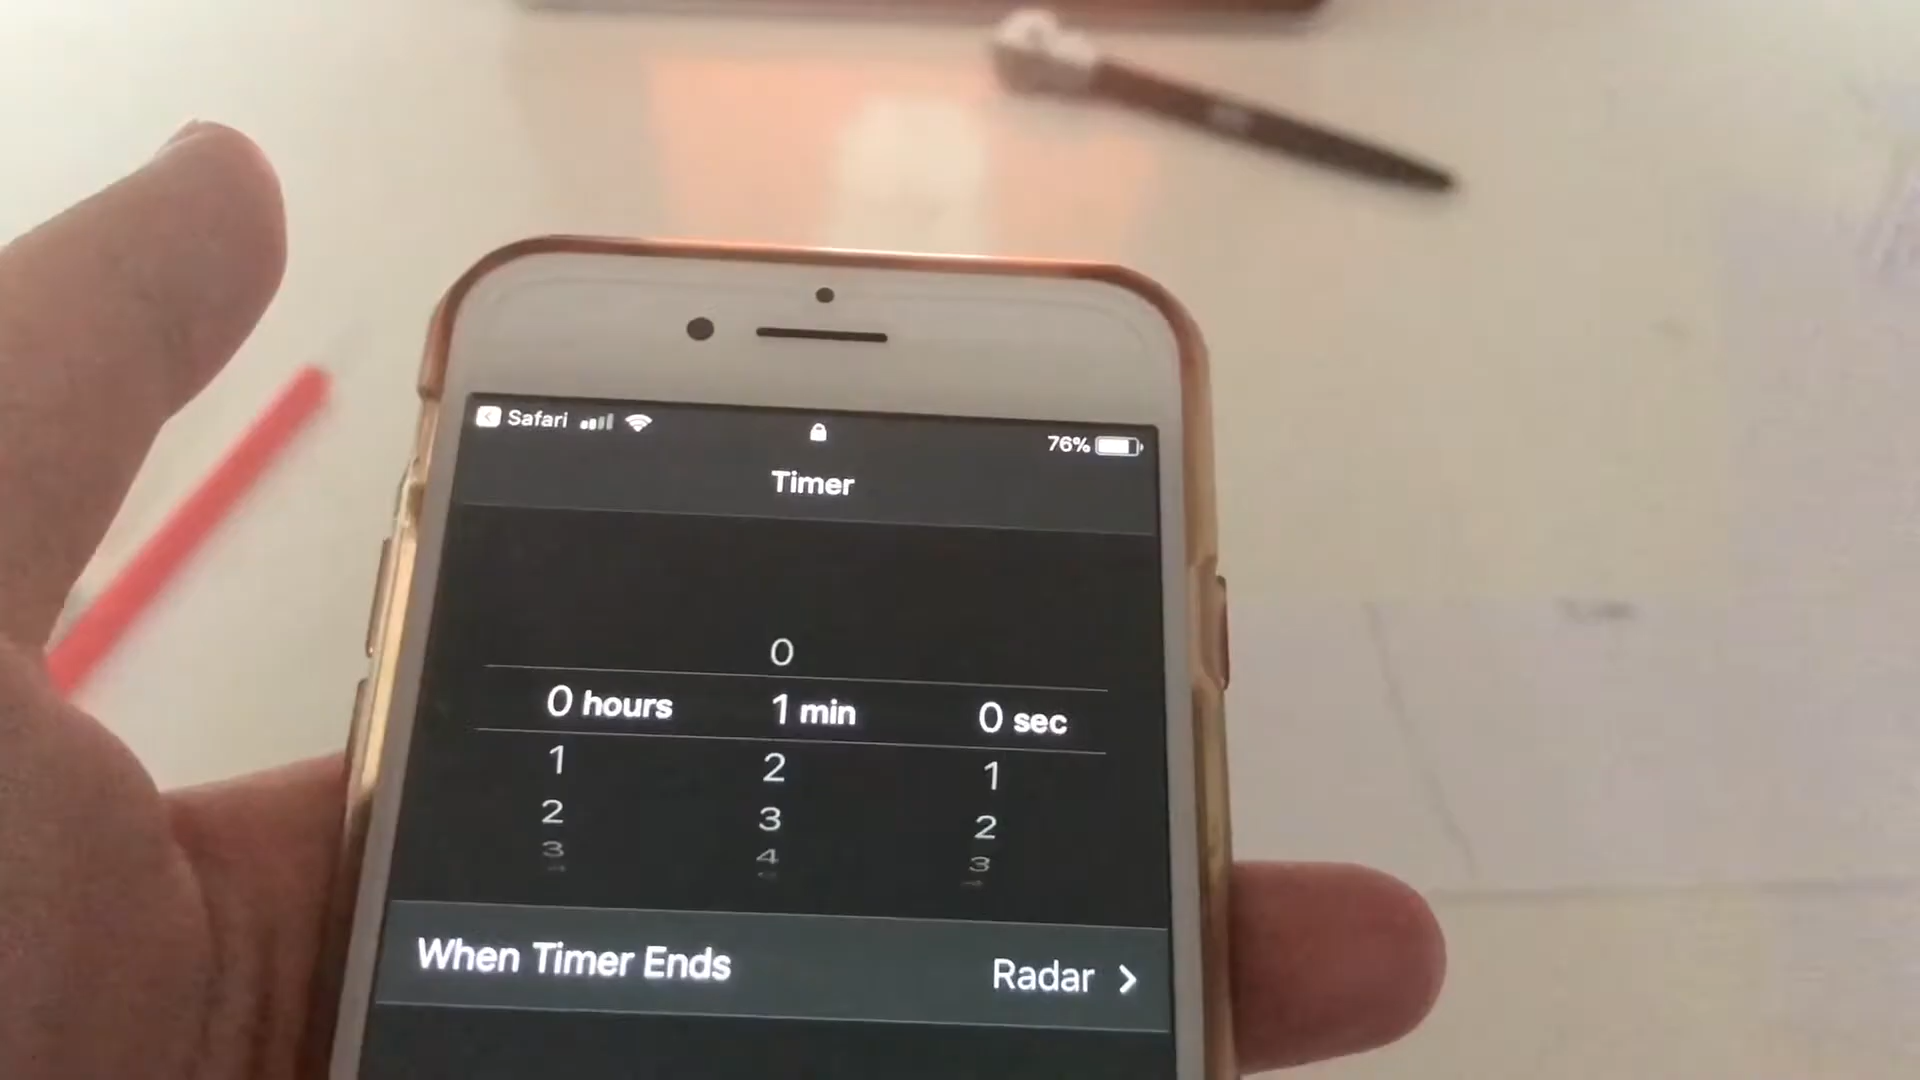 Safari 76%
Timer
0
0 hours 1 min 0 sec
1 2 1
2 3 2
3 4 3
When Timer Ends Radar